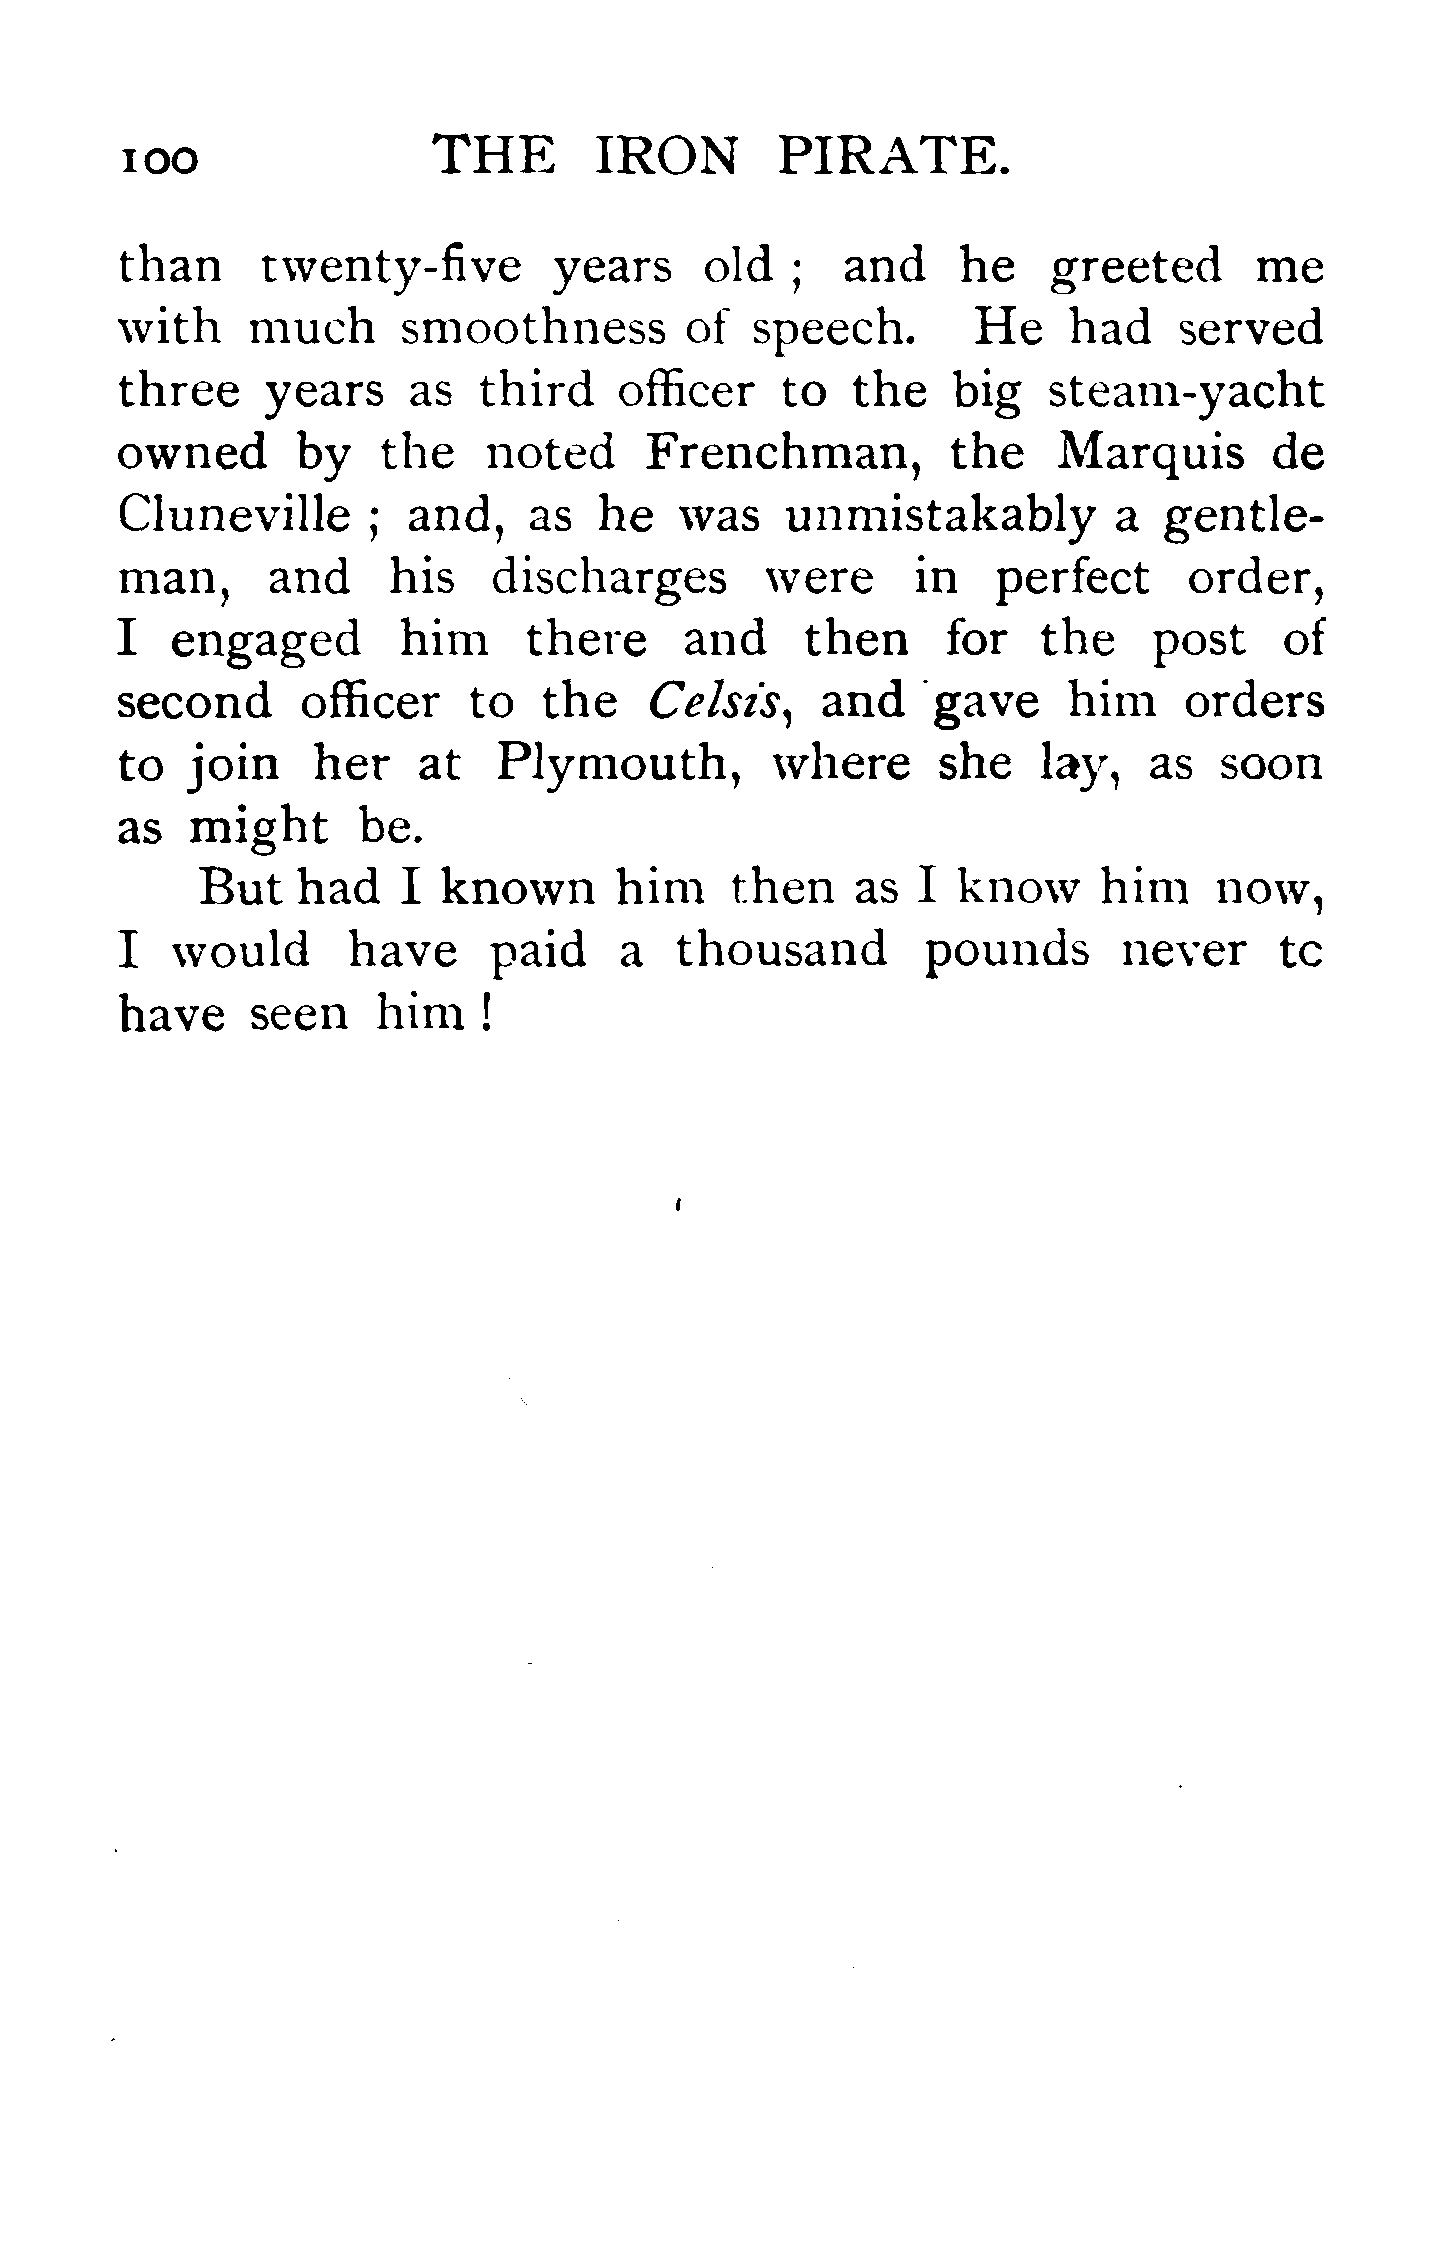 100 THE IRON PIRATE.
than twenty-five years old ; and he greeted me
with much smoothness of speech. He had served
three years as third officer to the big steam-yacht
owned by the noted Frenchman, the Marquis de
Cluneville ; and, as he was unmistakably a gentle-
man, and his discharges were in perfect order,
I engaged him there and then for the post of
second officer to the Celsis, and gave him orders
to join her at Plymouth, where she lay, as soon
as might be.
But had I known him then as I know him now,
I would have paid a thousand pounds never to
have seen him !